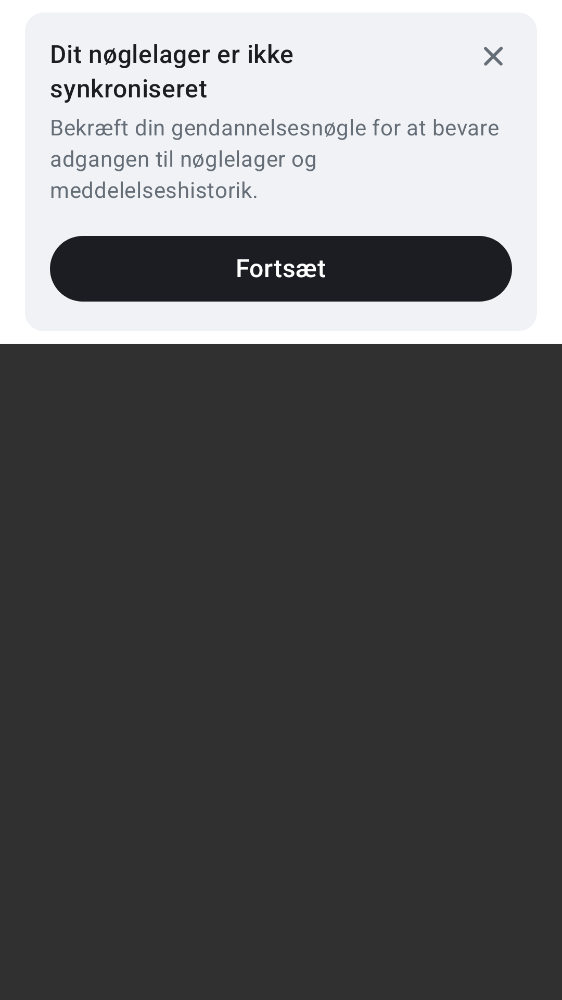 Dit nøglelager er ikke
synkroniseret
Bekræft din gendannelsesnøgle for at bevare
adgangen til nøglelager og
meddelelseshistorik.
Fortsæt